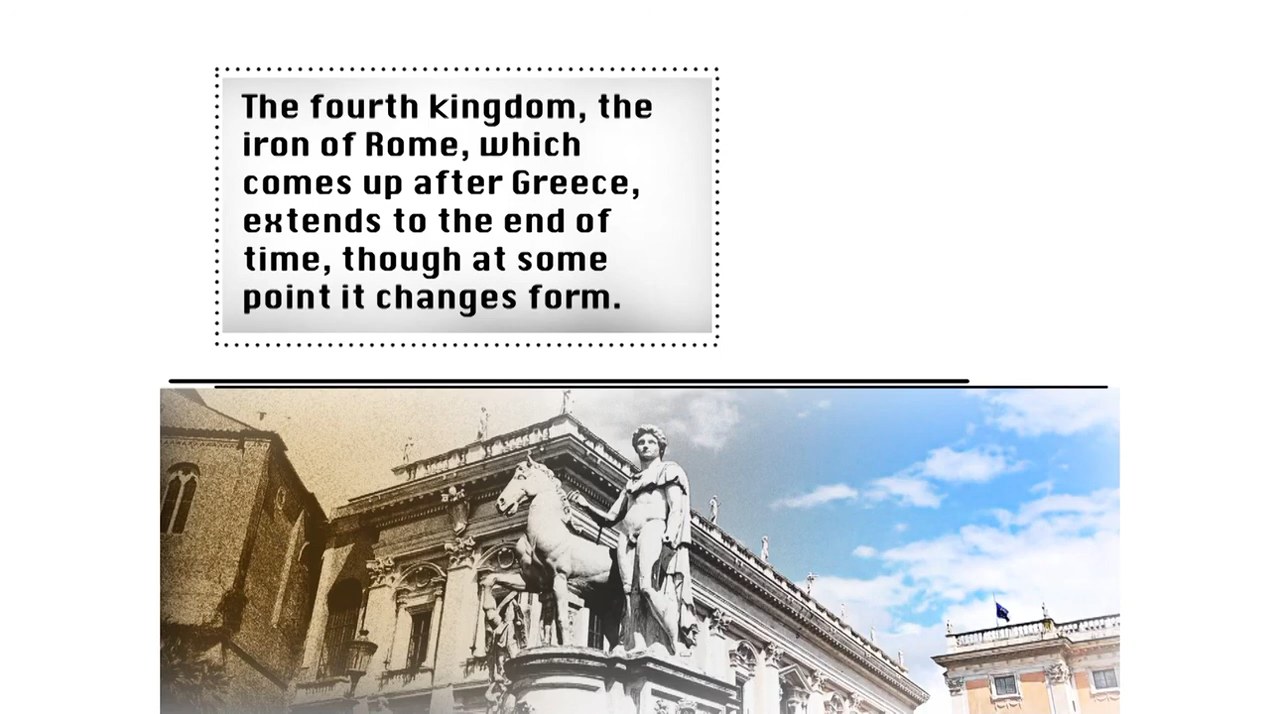 The fourth kingdom, the
iron of Rome, which
comes up after Greece,
extends to the end of
time, though at some
point it changes form.